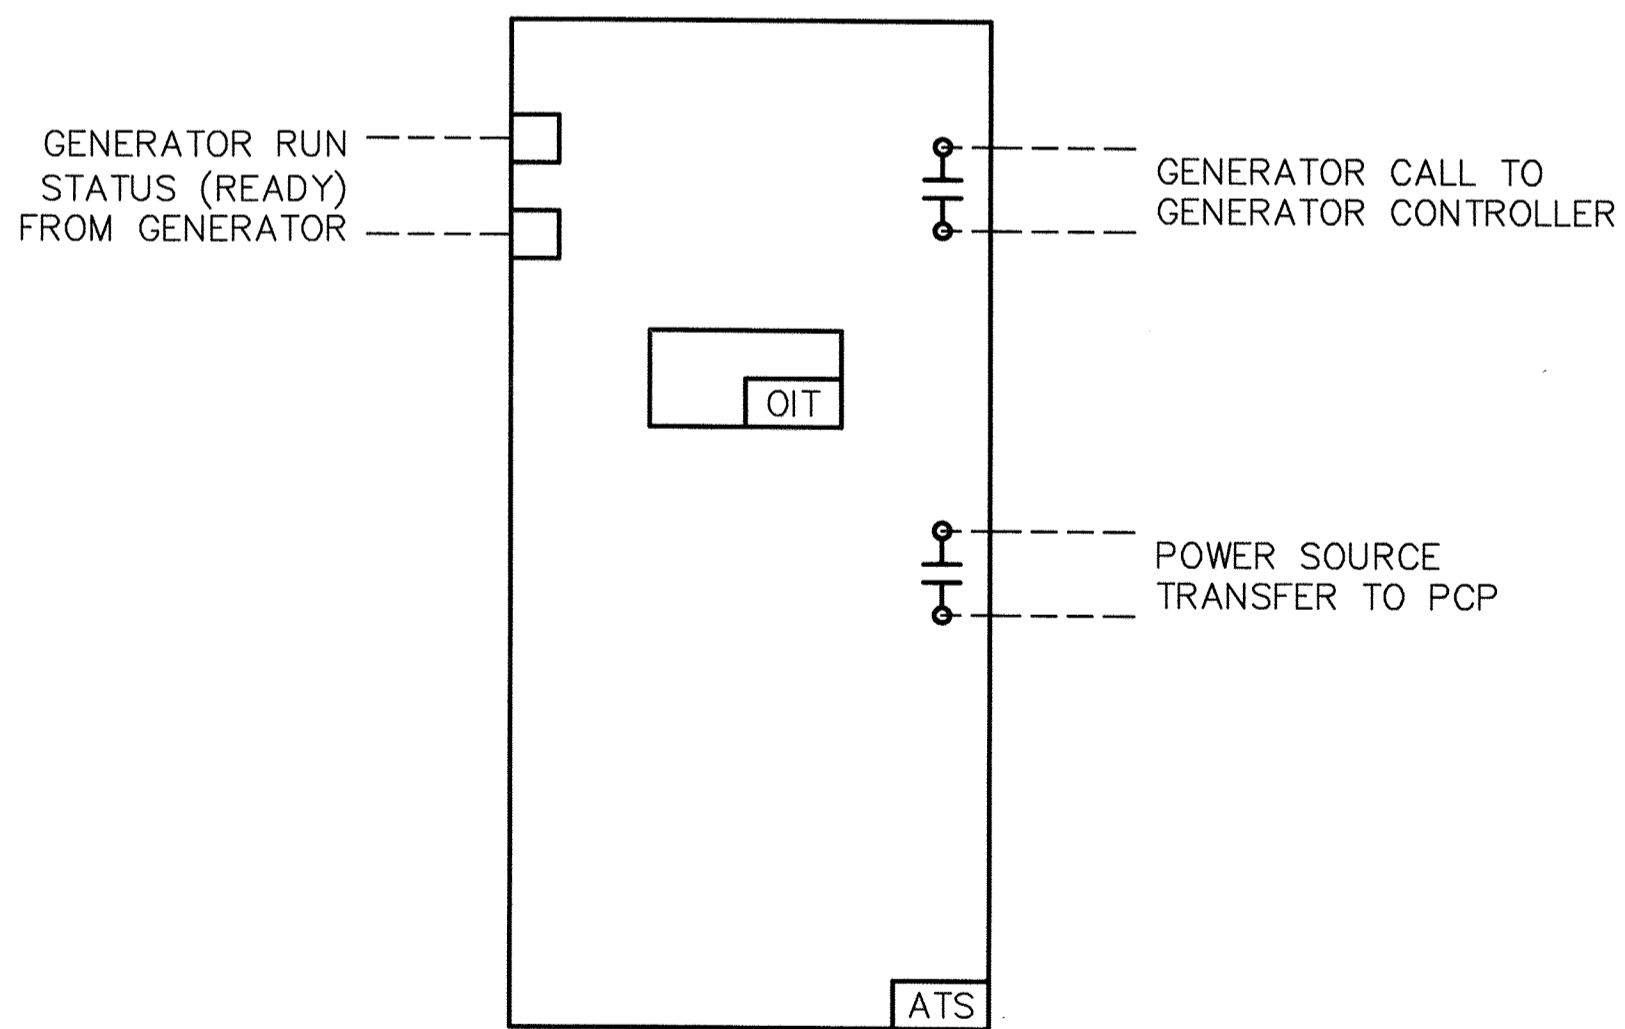 GENERATOR RUN
STATUS (READY)
FROM GENERATOR
GENERATOR CALL TO
GENERATOR CONTROLLER
OIT
POWER SOURCE
TRANSFER TO PCP
ATS